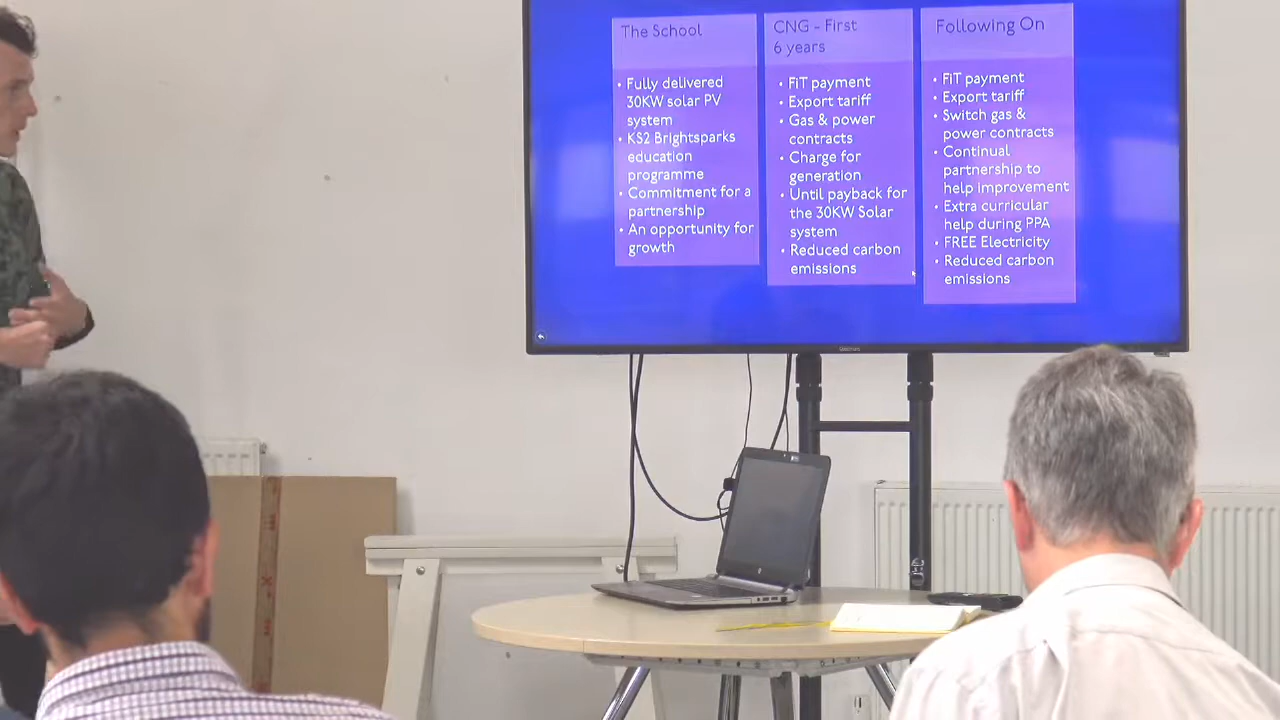 The School
• Fully delivered
30KW solar PV
system
• KS2 Brightsparks
education
programme
• Commitment for a
partnership
• An opportunity for
growth
CNG - First
6 years
• FiT payment
• Export tariff
• Gas & power
contracts
• Charge for
generation
• Until payback for
the 30KW Solar
system
• Reduced carbon
emissions
Following On
• FiT payment
• Export tariff
• Switch gas &
power contracts
• Continual
partnership to
help improvement
• Extra curricular
help during PPA
• FREE Electricity
• Reduced carbon
emissions